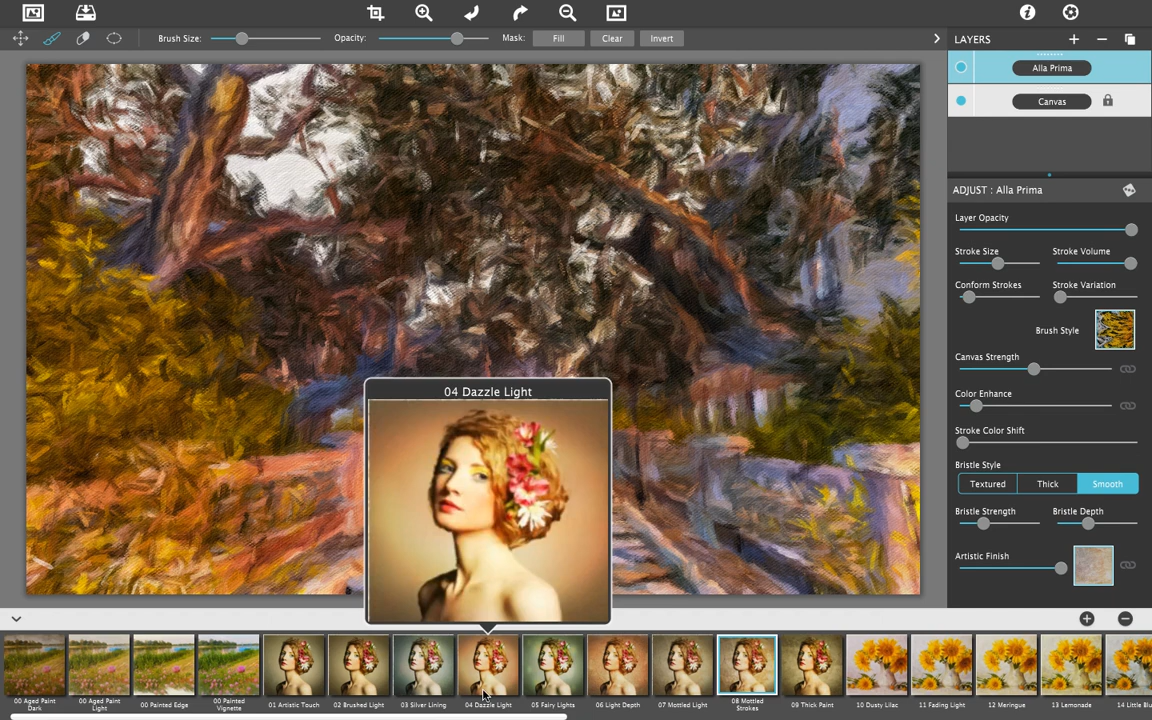 Brush Size:
Opacity:
Mask:
Fill
Clear
Invert
LAYERS
Alla Prima
Canvas
ADJUST : Alla Prima
Layer Opacity
Stroke Size
Stroke Volume
Conform Strokes
Stroke Variation
Brush Style
Canvas Strength
Color Enhance
Stroke Color Shift
Bristle Style
Textured
Thick
Smooth
Bristle Strength
Bristle Depth
Artistic Finish
04 Dazzle Light
00 Aged Paint
Dark
00 Aged Paint
Light
00 Painted Edge
00 Painted
Vignette
01 Artistic Touch
02 Brushed Light
03 Silver Lining
04 Dazzle Light
05 Fairy Lights
06 Light Depth
07 Mottled Light
08 Mottled
Strokes
09 Thick Paint
10 Dusty Lilac
11 Fading Light
12 Meringue
13 Lemonade
14 Little Blu